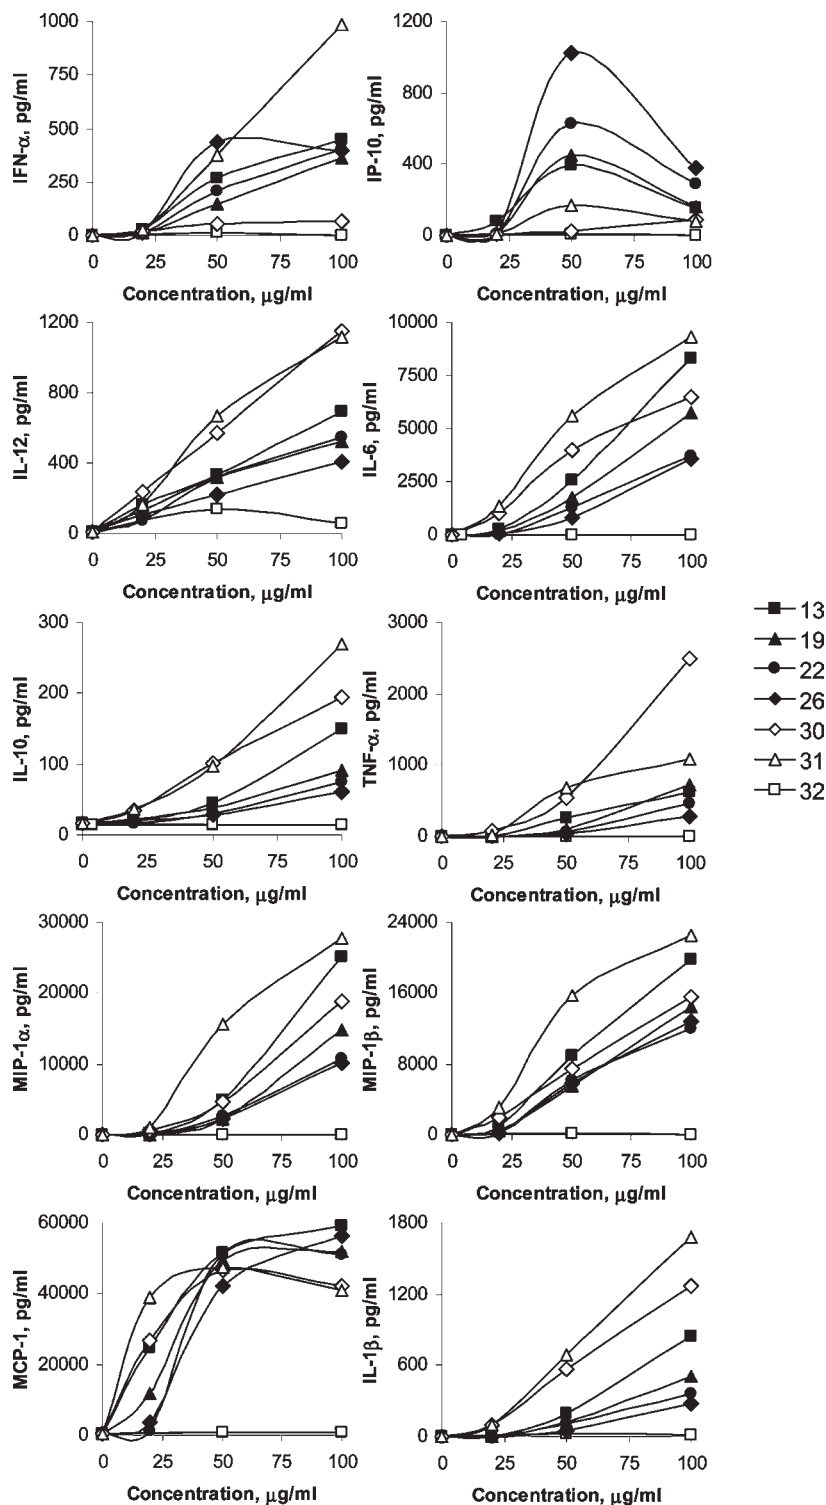 IFN-α, pg/ml
1000
750
500
250
0
0 25 50 75 100
Concentration, μg/ml
IP-10, pg/ml
1200
800
400
0
0 25 50 75 100
Concentration, μg/ml
IL-12, pg/ml
1200
800
400
0
0 25 50 75 100
Concentration, μg/ml
IL-6, pg/ml
10000
7500
5000
2500
0
0 25 50 75 100
Concentration, μg/ml
IL-10, pg/ml
300
200
100
0
0 25 50 75 100
Concentration, μg/ml
TNF-α, pg/ml
3000
2000
1000
0
0 25 50 75 100
Concentration, μg/ml
13
19
22
26
30
31
32
MIP-1α, pg/ml
30000
20000
10000
0
0 25 50 75 100
Concentration, μg/ml
MIP-1β, pg/ml
24000
16000
8000
0
0 25 50 75 100
Concentration, μg/ml
MCP-1, pg/ml
60000
40000
20000
0
0 25 50 75 100
Concentration, μg/ml
IL-1β, pg/ml
1800
1200
600
0
0 25 50 75 100
Concentration, μg/ml